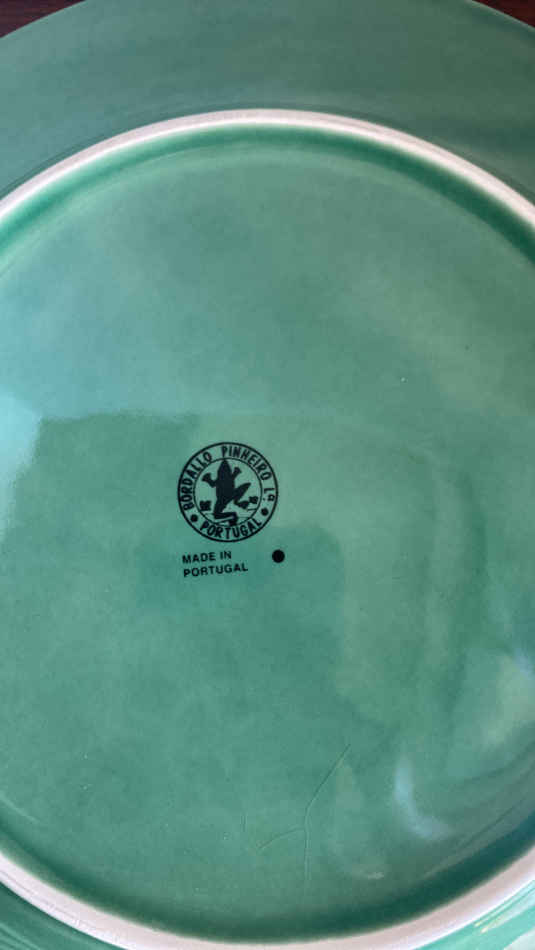 BORDALLO PINHEIRO Lª.
PORTUGAL
MADE IN
PORTUGAL